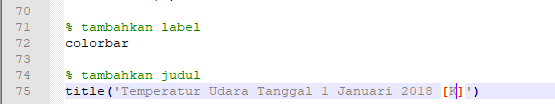 70
71 % tambahkan label
72 colorbar
73
74 % tambahkan judul
75 title('Temperatur Udara Tanggal 1 Januari 2018 [K]')